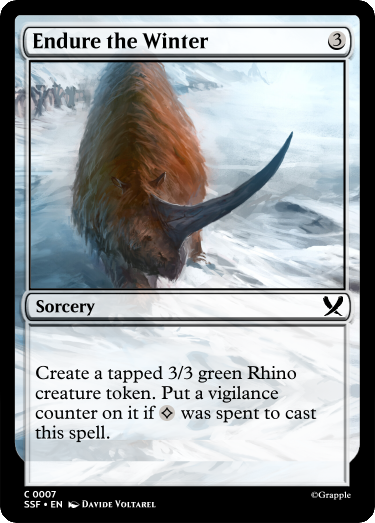 Endure the Winter 3
Sorcery
Create a tapped 3/3 green Rhino
creature token. Put a vigilance
counter on it if was spent to cast
this spell.
C 0007
SSF • EN Davide Voltarel
©Grapple